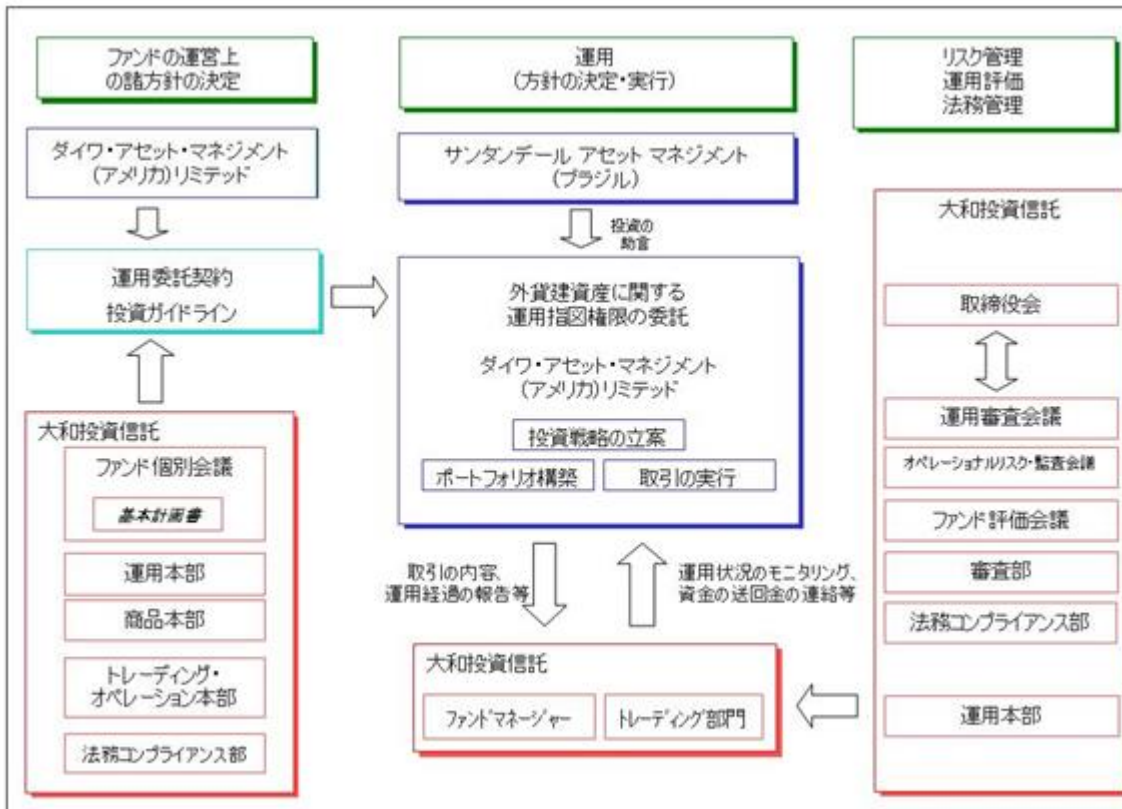 ファンドの運営上
の諸方針の決定
運用
(方針の決定・実行)
リスク管理
運用評価
法務管理
ダイワ・アセット・マネジメント
(アメリカ)リミテッド
サンタンデール アセット マネジメント
(ブラジル)
投資の
助言
運用委託契約
投資ガイドライン
外貨建資産に関する
運用指図権限の委託
ダイワ・アセット・マネジメント
(アメリカ)リミテッド
投資戦略の立案
ポートフォリオ構築
取引の実行
大和投資信託
ファンド個別会議
基本計画書
運用本部
商品本部
トレーディング・
オペレーション本部
法務コンプライアンス部
取引の内容、
運用経過の報告等
運用状況のモニタリング、
資金の送回金の連絡等
大和投資信託
ファンドマネージャー
トレーディング部門
大和投資信託
取締役会
運用審査会議
オペレーショナルリスク・監査会議
ファンド評価会議
審査部
法務コンプライアンス部
運用本部